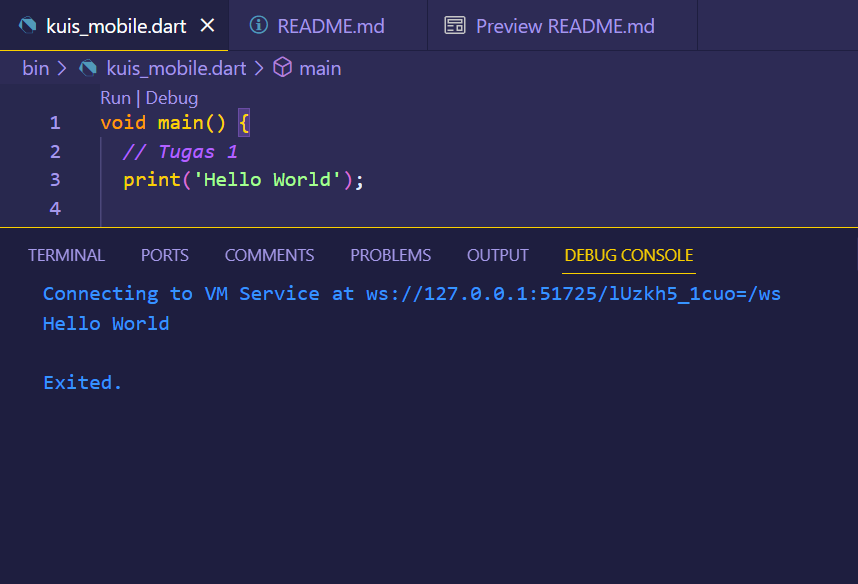 kuis_mobile.dart README.md Preview README.md
bin kuis_mobile.dart main
Run | Debug
1 void main() {
2 // Tugas 1
3 print('Hello World');
4
TERMINAL PORTS COMMENTS PROBLEMS OUTPUT DEBUG CONSOLE
Connecting to VM Service at ws://127.0.0.1:51725/lUzkh5_1cuo=/ws
Hello World
Exited.